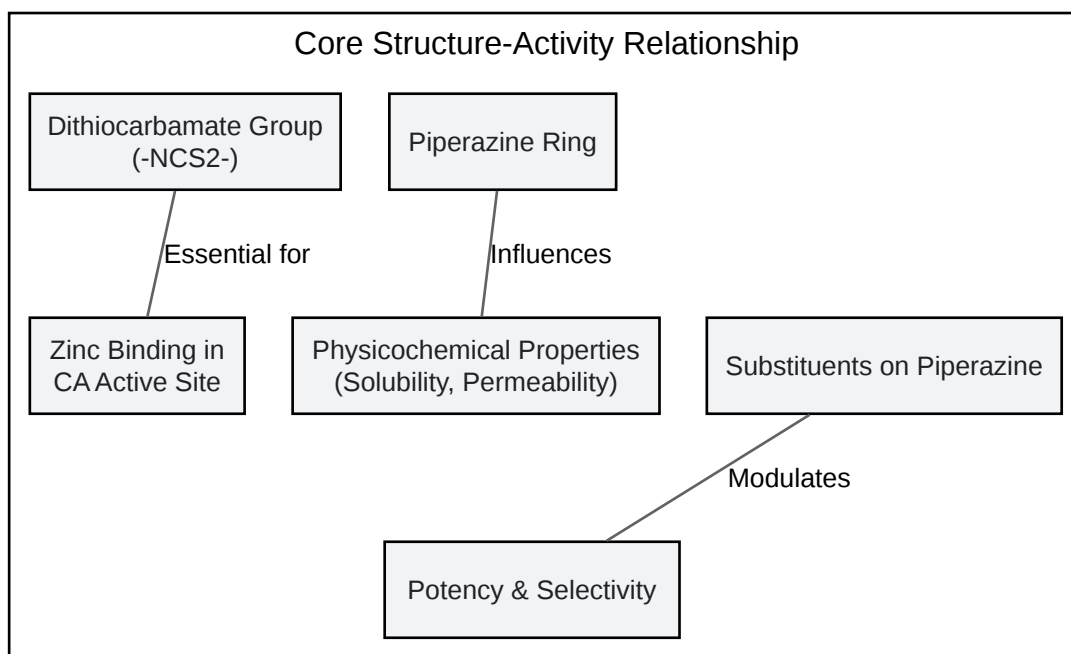 Core Structure-Activity Relationship
Dithiocarbamate Group
(-NCS2-)
Piperazine Ring
Essential for
Influences
Zinc Binding in
CA Active Site
Physicochemical Properties
(Solubility, Permeability)
Substituents on Piperazine
Modulates
Potency & Selectivity